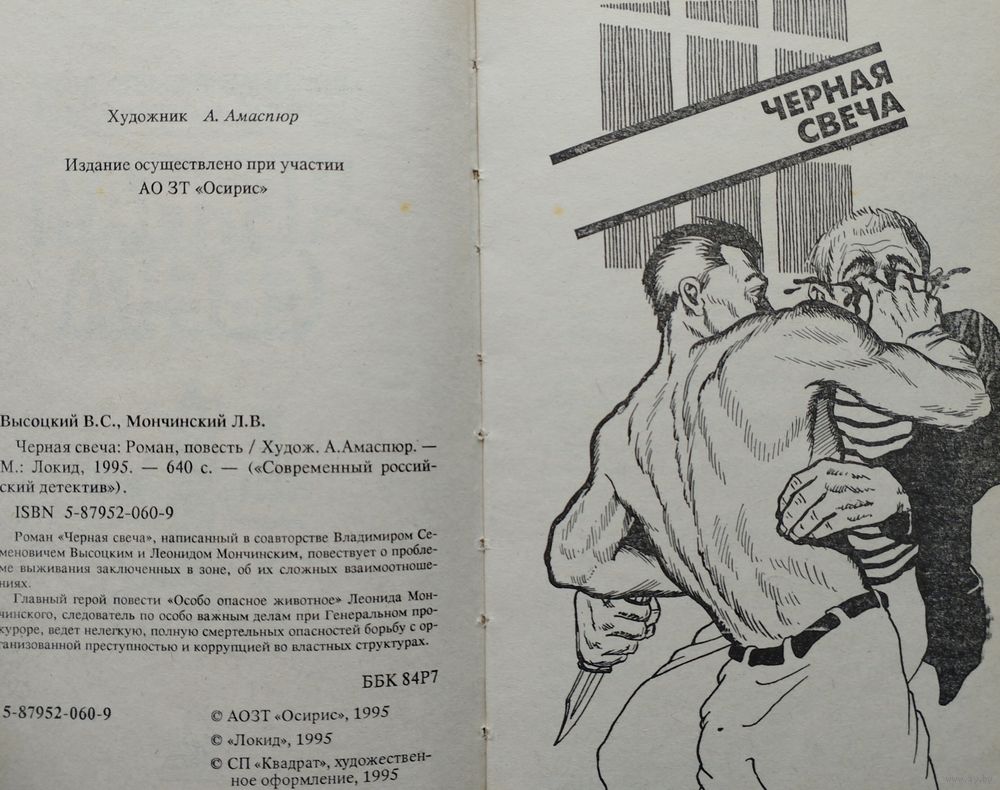 Художник А. Амаспюр
Издание осуществлено при участии
АО ЗТ «Осирис»
Высоцкий В.С., Мончинский Л.В.
Черная свеча: Роман, повесть / Худож. А.Амаспюр. —
М.: Локид, 1995. — 640 с. — («Современный россий-
ский детектив»).
ISBN 5-87952-060-9
Роман «Черная свеча», написанный в соавторстве Владимиром Се-
меновичем Высоцким и Леонидом Мончинским, повествует о пробле-
ме выживания заключенных в зоне, об их сложных взаимоотноше-
ниях.
Главный герой повести «Особо опасное животное» Леонида Мон-
чинского, следователь по особо важным делам при Генеральном про-
куроре, ведет нелегкую, полную смертельных опасностей борьбу с ор-
ганизованной преступностью и коррупцией во властных структурах.
ББК 84Р7
5-87952-060-9
© АОЗТ «Осирис», 1995
© «Локид», 1995
© СП «Квадрат», художествен-
ное оформление, 1995
ЧЕРНАЯ
СВЕЧА